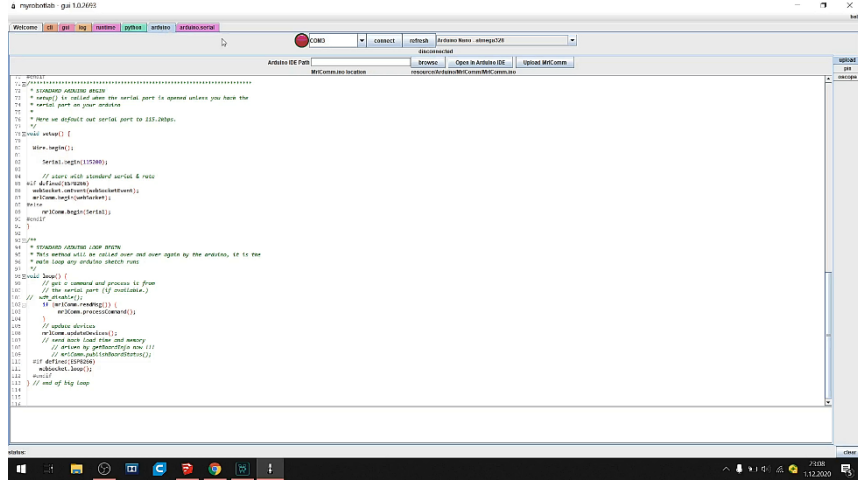 myrobotlab - gui 1.0.2693
Welcome cli gui log runtime python arduino arduino.serial
COM3 connect refresh Arduino Nano - atmega328
disconnected
Arduino IDE Path browse Open in Arduino IDE Upload MrlComm
MrlComm.ino location resource/Arduino/MrlComm/MrlComm.ino
upload
pin
oscope
#endif
/**
* STANDARD ARDUINO BEGIN
* setup() is called when the serial port is opened unless you hack the
* serial port on your arduino
*
* Here we default out serial port to 115.2kbps.
*/
void setup() {
Wire.begin();
Serial.begin(115200);
// start with standard serial & rate
#if defined(ESP8266)
webSocket.onEvent(webSocketEvent);
mrlComm.begin(webSocket);
#else
mrlComm.begin(Serial);
#endif
}
/**
* STANDARD ARDUINO LOOP BEGIN
* This method will be called over and over again by the arduino, it is the
* main loop any arduino sketch runs
*/
void loop() {
// get a command and process it from
// the serial port (if available.)
// wdt_disable();
if (mrlComm.readMsg()) {
mrlComm.processCommand();
}
// update devices
mrlComm.updateDevices();
// send back load time and memory
// driven by getBoardInfo now !!!
// mrlComm.publishBoardStatus();
#if defined(ESP8266)
webSocket.loop();
#endif
} // end of big loop
status: clear
23:08
1.12.2020